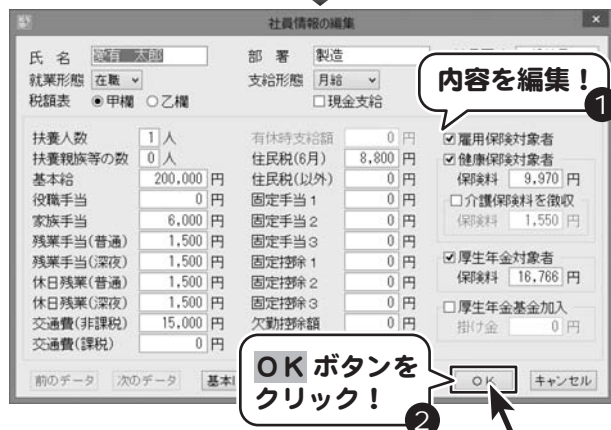 社員情報の編集
氏 名 愛有 太郎 部 署 製造
就業形態 在職 支給形態 月給
税額表 甲欄 乙欄 現金支給
内容を編集！
1
扶養人数 1 人 有休時支給額 0 円 雇用保険対象者
扶養親族等の数 0 人 住民税(6月) 8,800 円 健康保険対象者
基本給 200,000 円 住民税(以外) 0 円 保険料 9,970 円
役職手当 0 円 固定手当1 0 円 介護保険料を徴収
家族手当 6,000 円 固定手当2 0 円 保険料 1,550 円
残業手当(普通) 1,500 円 固定手当3 0 円
残業手当(深夜) 1,500 円 固定控除1 0 円 厚生年金対象者
休日残業(普通) 1,500 円 固定控除2 0 円 保険料 16,766 円
休日残業(深夜) 1,500 円 固定控除3 0 円 厚生年金基金加入
交通費(非課税) 15,000 円 欠勤控除額 0 円 掛け金 0 円
交通費(課税) 0 円
前のデータ 次のデータ 基本 OK キャンセル
OKボタンを
クリック！
2